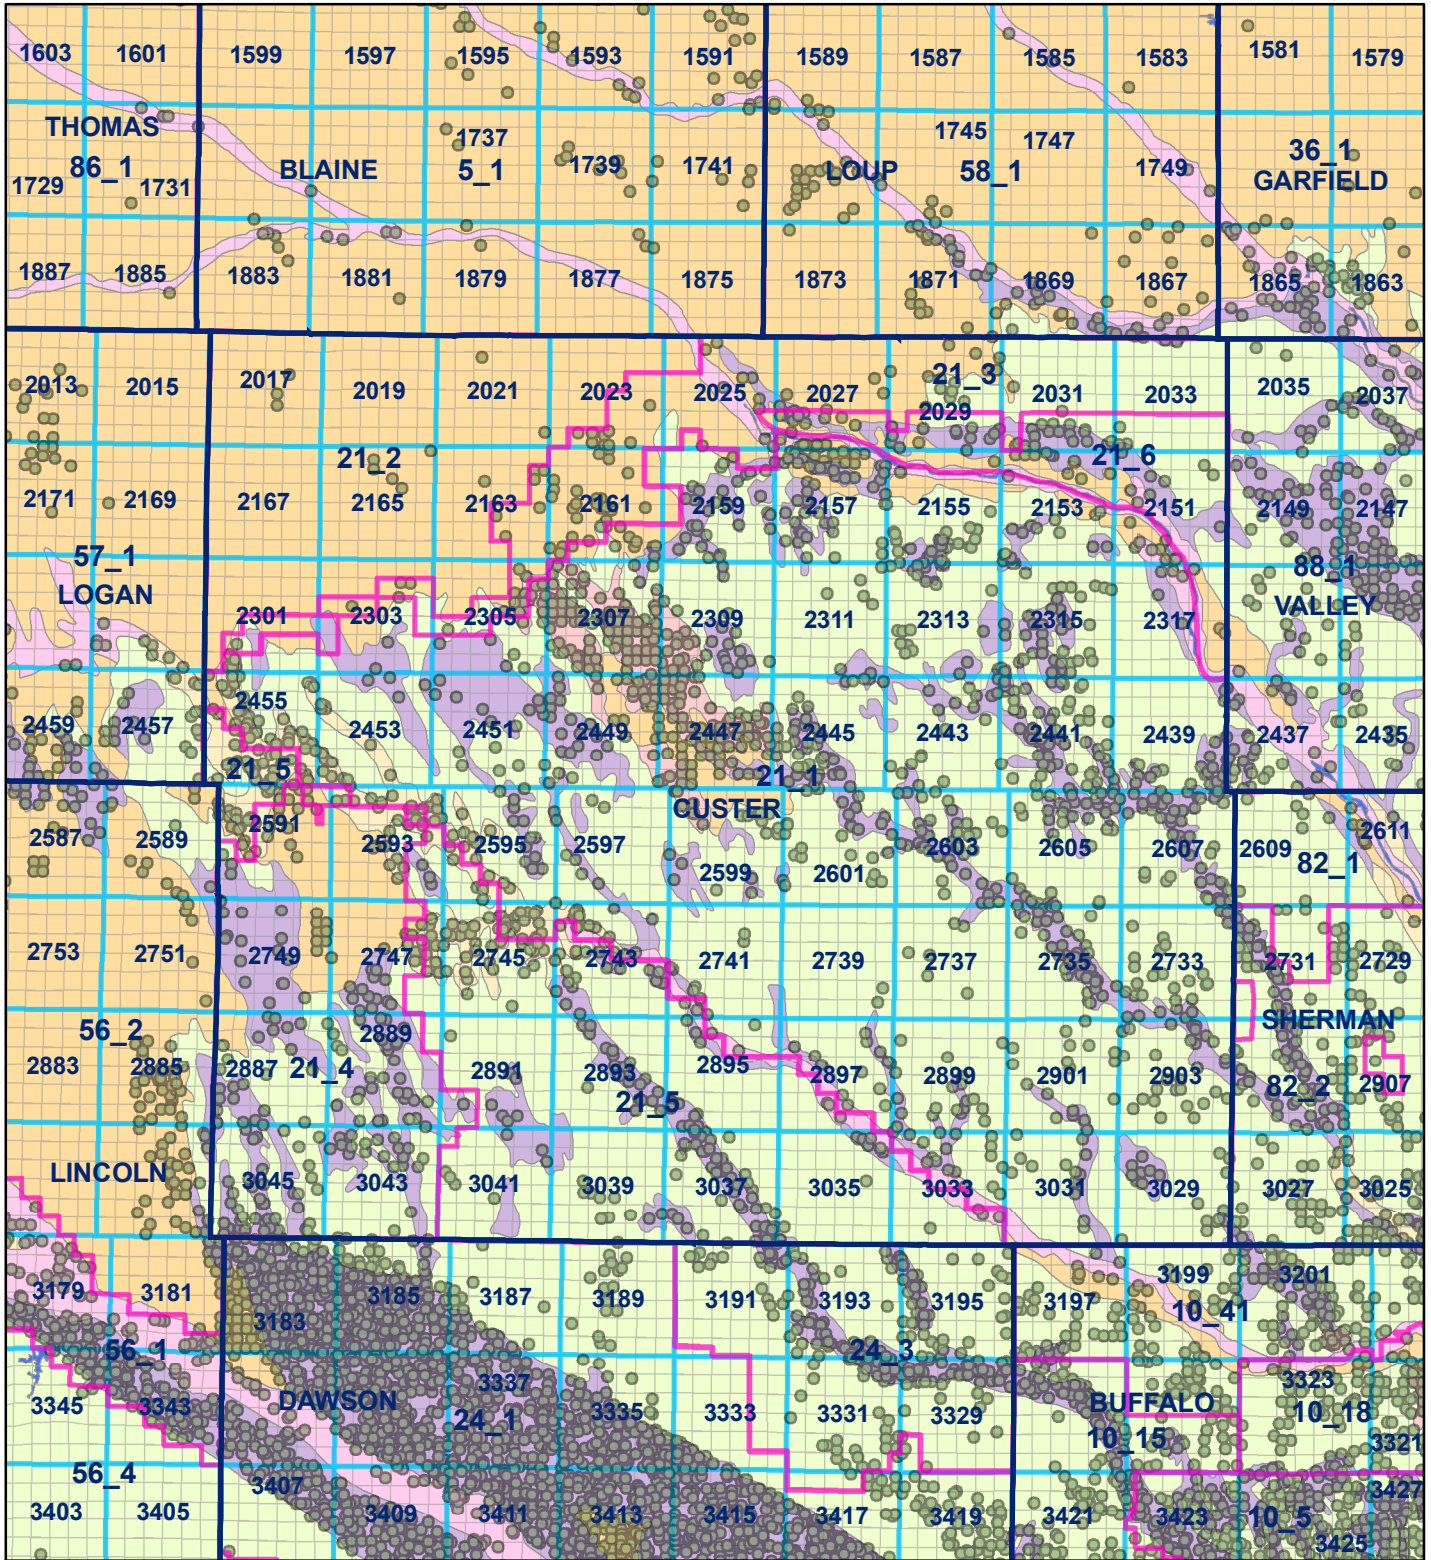 1603 1601 1599 1597 1595 1593 1591 1589 1587 1585 1583 1581 1579
THOMAS 1737 1745 1747
86_1 BLAINE 5_1 1739 1741 LOUP 58_1 1749 36_1
1729 1731 GARFIELD
1887 1885 1883 1881 1879 1877 1875 1873 1871 1869 1867 1865 1863
2013 2015 2017 2019 2021 2023 2025 2027 21_3 2031 2033 2035 2037
2029
21_2 21_6
2171 2169 2167 2165 2163 2161 2159 2157 2155 2153 2151 2149 2147
57_1 88_1
LOGAN VALLEY
2301 2303 2305 2307 2309 2311 2313 2315 2317
2459 2457 2455 2453 2451 2449 2447 2445 2443 2441 2439 2437 2435
21_5 21_1
CUSTER
2587 2589 2591 2593 2595 2597 2599 2601 2603 2605 2607 2609 82_1 2611
2753 2751 2749 2747 2745 2743 2741 2739 2737 2735 2733 2731 2729
56_2 2889 SHERMAN
2883 2885 2887 21_4 2891 2893 2895 2897 2899 2901 2903 82_2 2907
21_5
LINCOLN 3045 3043 3041 3039 3037 3035 3033 3031 3029 3027 3025
3179 3181 3183 3185 3187 3189 3191 3193 3195 3197 3199 3201
10_41
56_1 24_3
3345 3343 DAWSON 3337 24_1 3335 3333 3331 3329 BUFFALO 3323 10_18
10_15 3321
56_4 3407 3427
3403 3405 3409 3411 3413 3415 3417 3419 3421 3423 10_5 3425